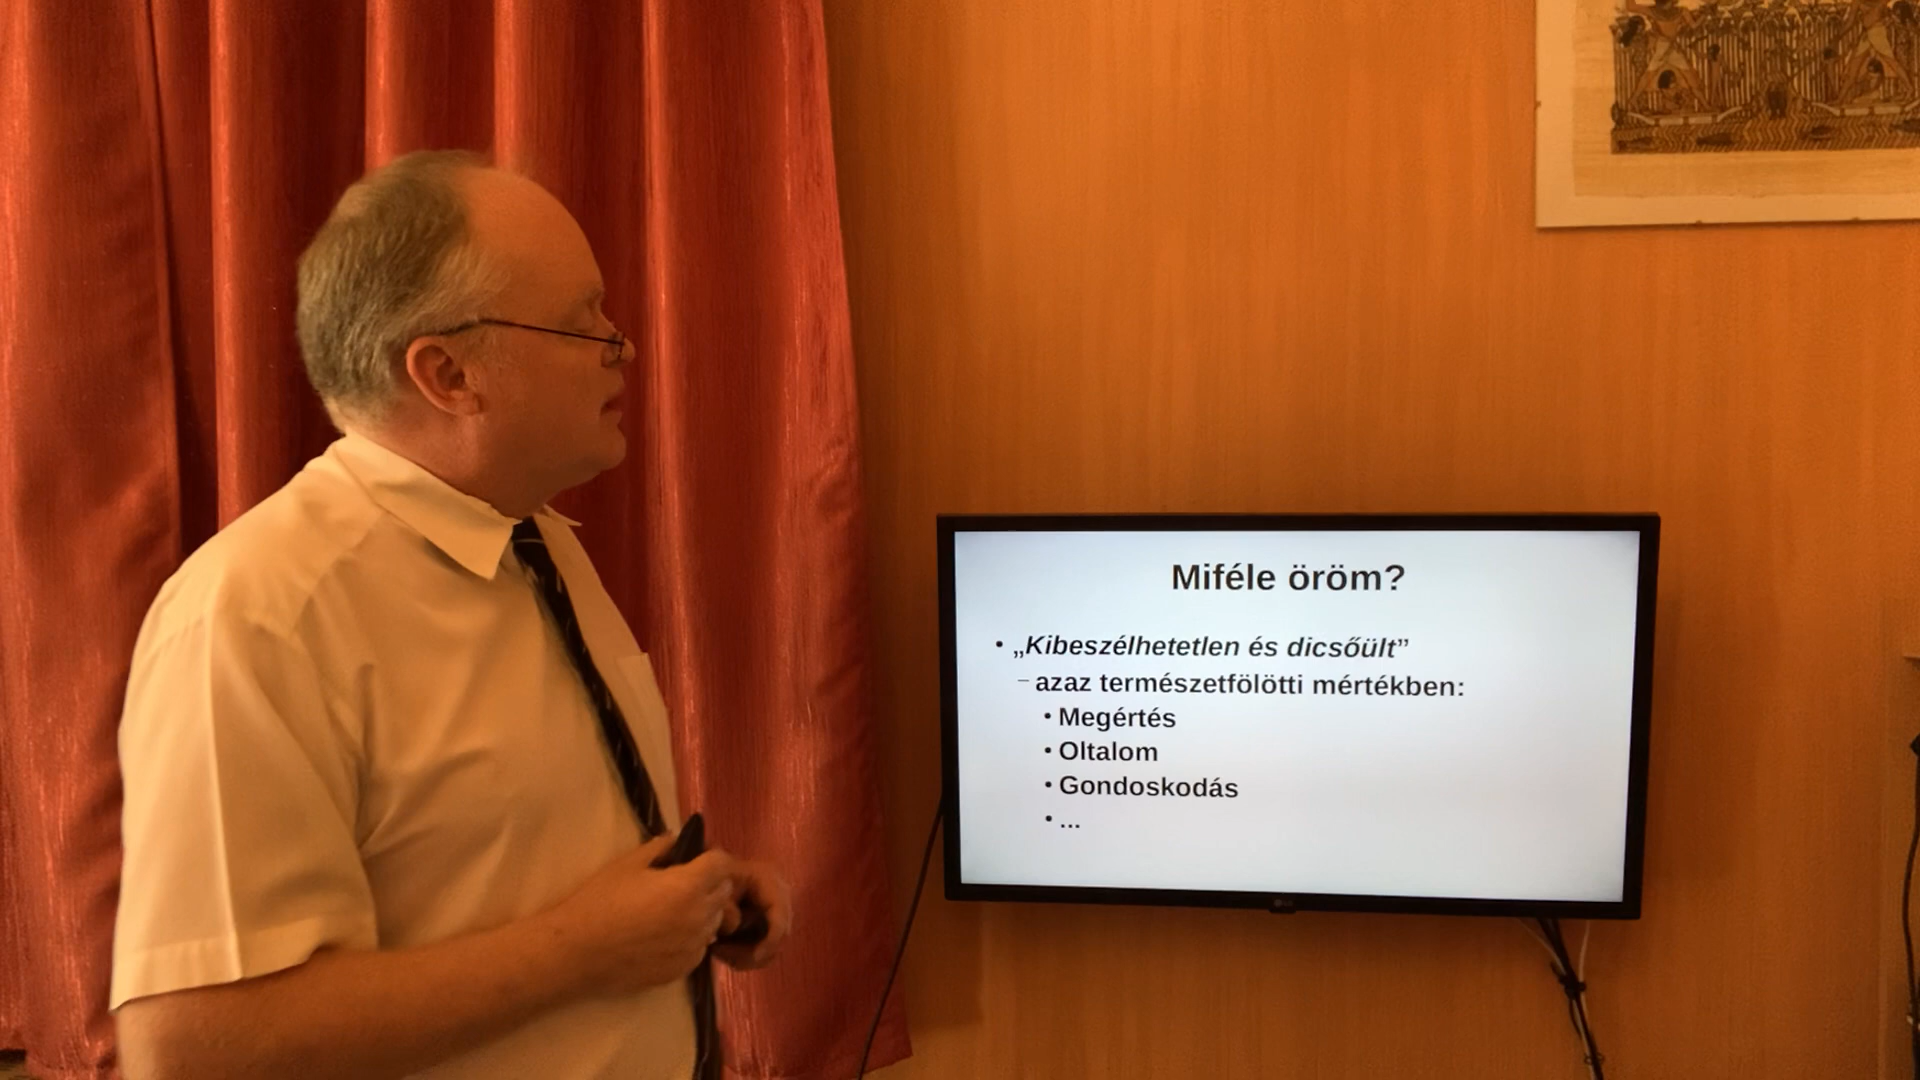 Miféle öröm?
• „Kibeszélhetetlen és dicsőült”
– azaz természetfölötti mértékben:
• Megértés
• Oltalom
• Gondoskodás
• ...